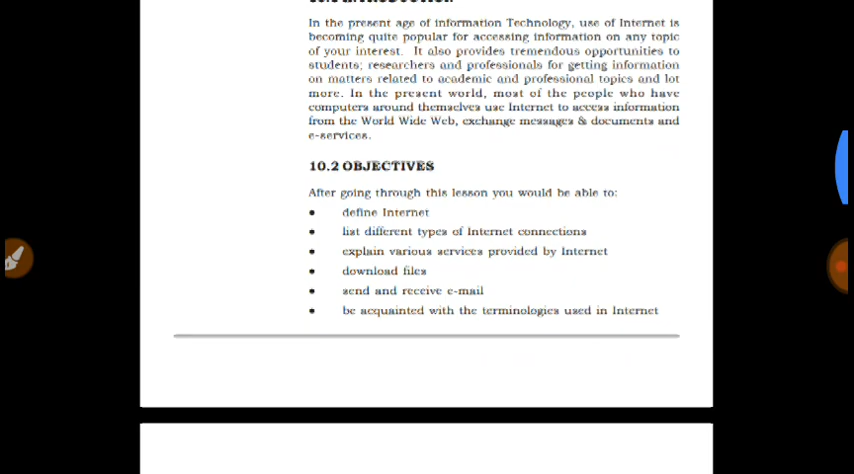 In the present age of information Technology, use of Internet is
becoming quite popular for accessing information on any topic
of your interest. It also provides tremendous opportunities to
students; researchers and professionals for getting information
on matters related to academic and professional topics and lot
more. In the present world, most of the people who have
computers around themselves use Internet to access information
from the World Wide Web, exchange messages & documents and
e-services.
10.2 OBJECTIVES
After going through this lesson you would be able to:
• define Internet
• list different types of Internet connections
• explain various services provided by Internet
• download files
• send and receive e-mail
• be acquainted with the terminologies used in Internet